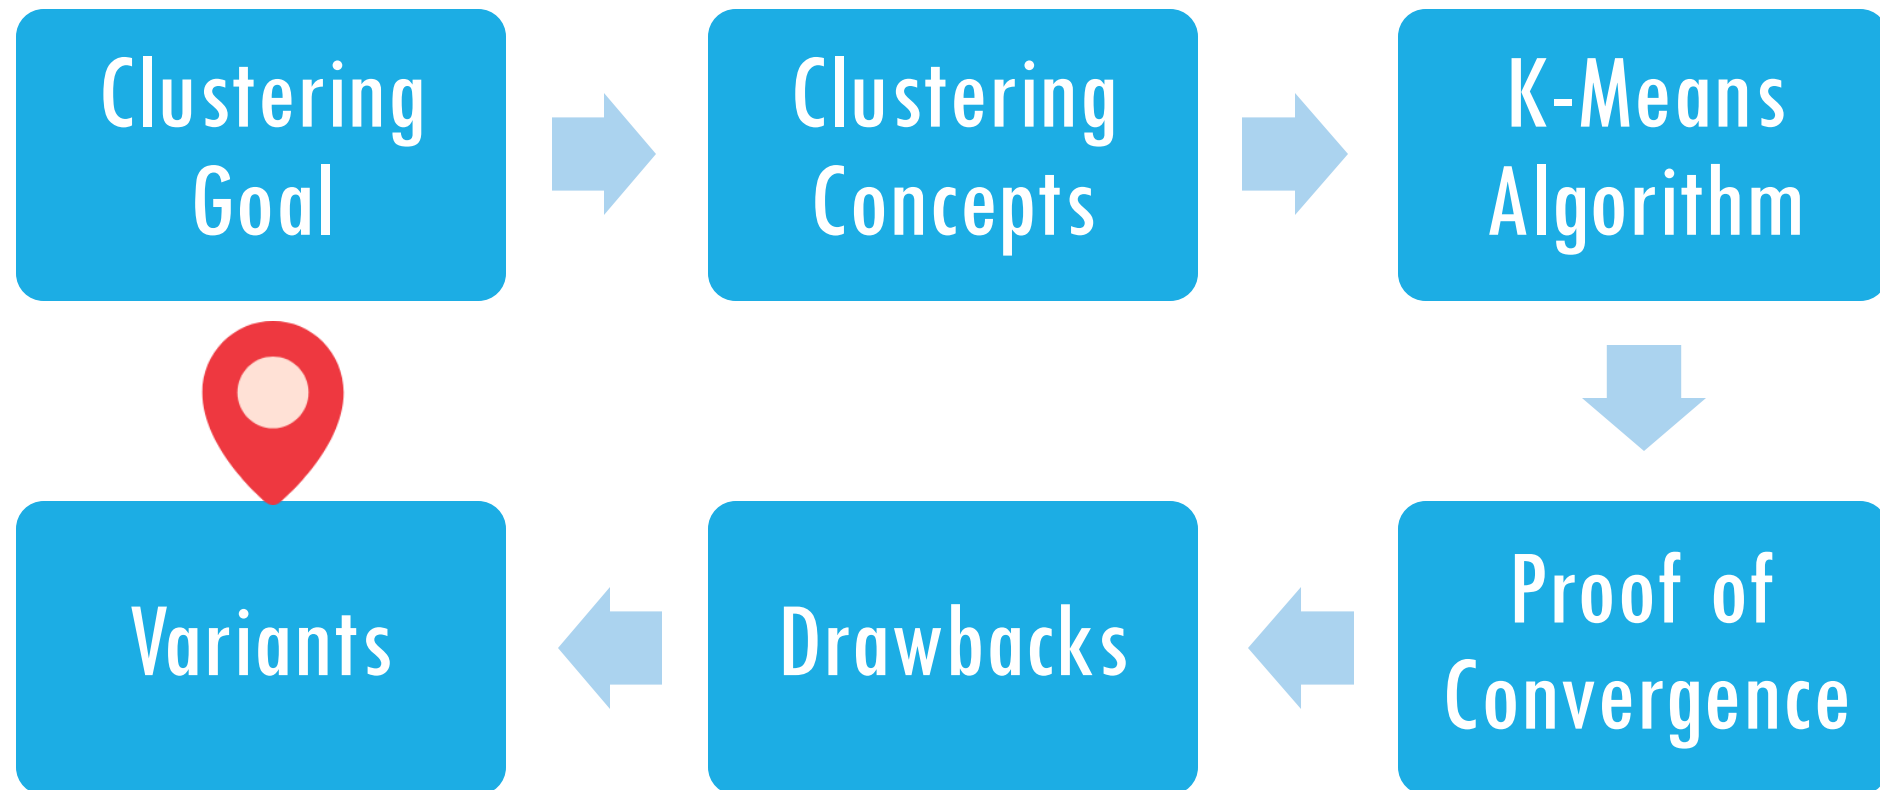 Clustering
Goal
Clustering
Concepts
K-Means
Algorithm
Proof of
Convergence
Drawbacks
Variants